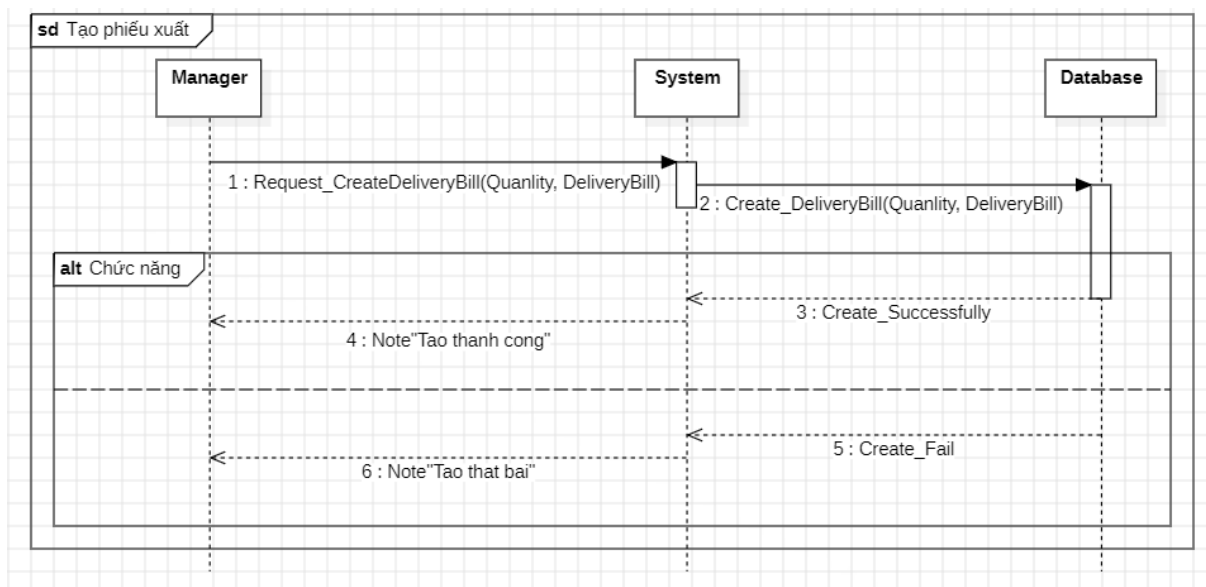 sd Tạo phiếu xuất
Manager
System
Database
1 : Request_CreateDeliveryBill(Quanlity, DeliveryBill)
2 : Create_DeliveryBill(Quanlity, DeliveryBill)
alt Chức năng
3 : Create_Successfully
4 : Note"Tao thanh cong"
5 : Create_Fail
6 : Note"Tao that bai"